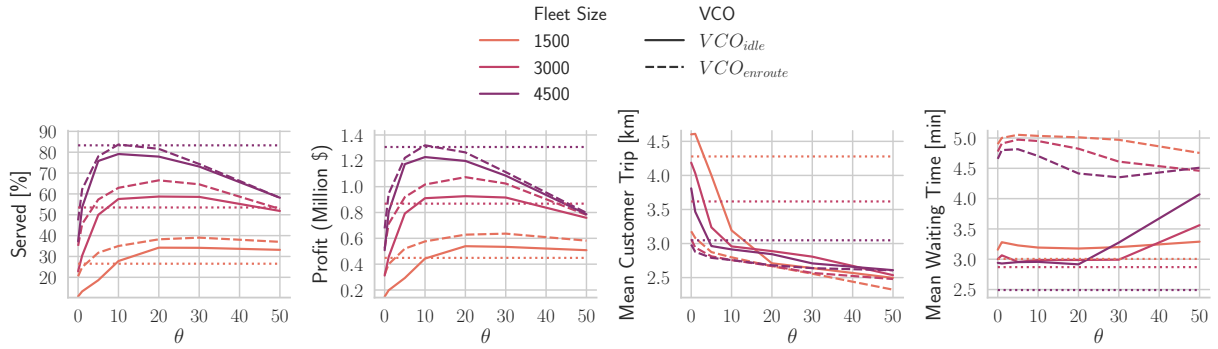 Fleet Size
1500
3000
4500
VCO
VCO_idle
VCO_enroute
Served [%]
90
80
70
60
50
40
30
20
0 10 20 30 40 50
θ
Profit (Million $)
1.4
1.2
1.0
0.8
0.6
0.4
0.2
0 10 20 30 40 50
θ
Mean Customer Trip [km]
4.5
4.0
3.5
3.0
2.5
0 10 20 30 40 50
θ
Mean Waiting Time [min]
5.0
4.5
4.0
3.5
3.0
2.5
0 10 20 30 40 50
θ